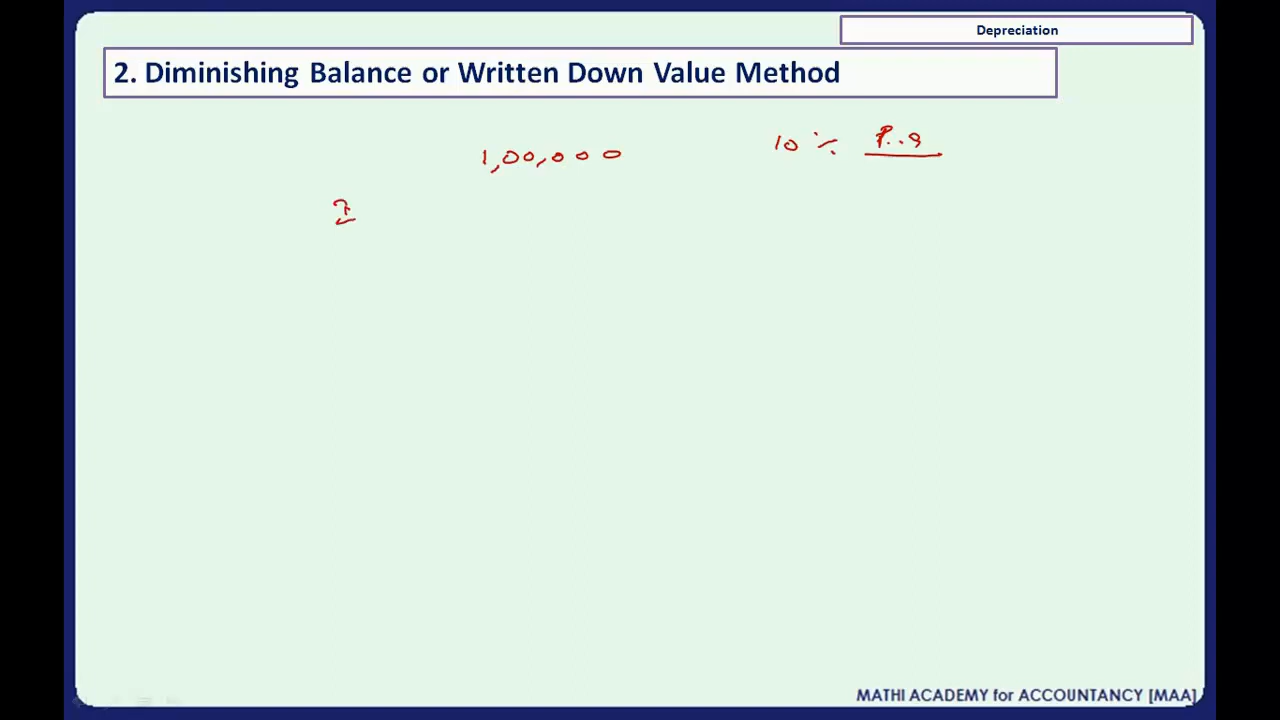 Depreciation
2. Diminishing Balance or Written Down Value Method
1,00,000 10 % P.a
MATHI ACADEMY for ACCOUNTANCY [MAA]